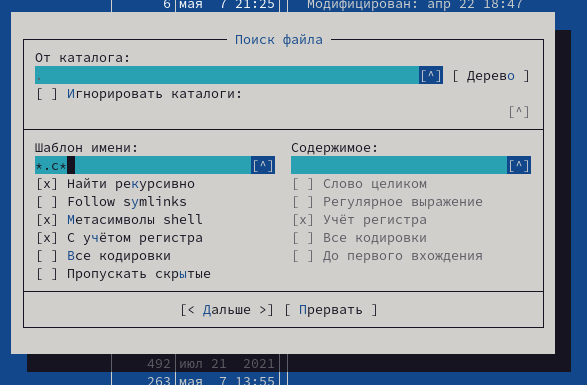 6 мая 7 21:25 Модифицирован: апр 22 18:47
Поиск файла
От каталога:
. [^] [ Дерево ]
[ ] Игнорировать каталоги:
[^]
Шаблон имени: Содержимое:
*.c* [^] [^]
[x] Найти рекурсивно [ ] Слово целиком
[ ] Follow symlinks [ ] Регулярное выражение
[x] Метасимволы shell [x] Учёт регистра
[x] С учётом регистра [ ] Все кодировки
[ ] Все кодировки [ ] До первого вхождения
[ ] Пропускать скрытые
[< Дальше >] [ Прервать ]
492 июл 21 2021
263 мая 7 13:55